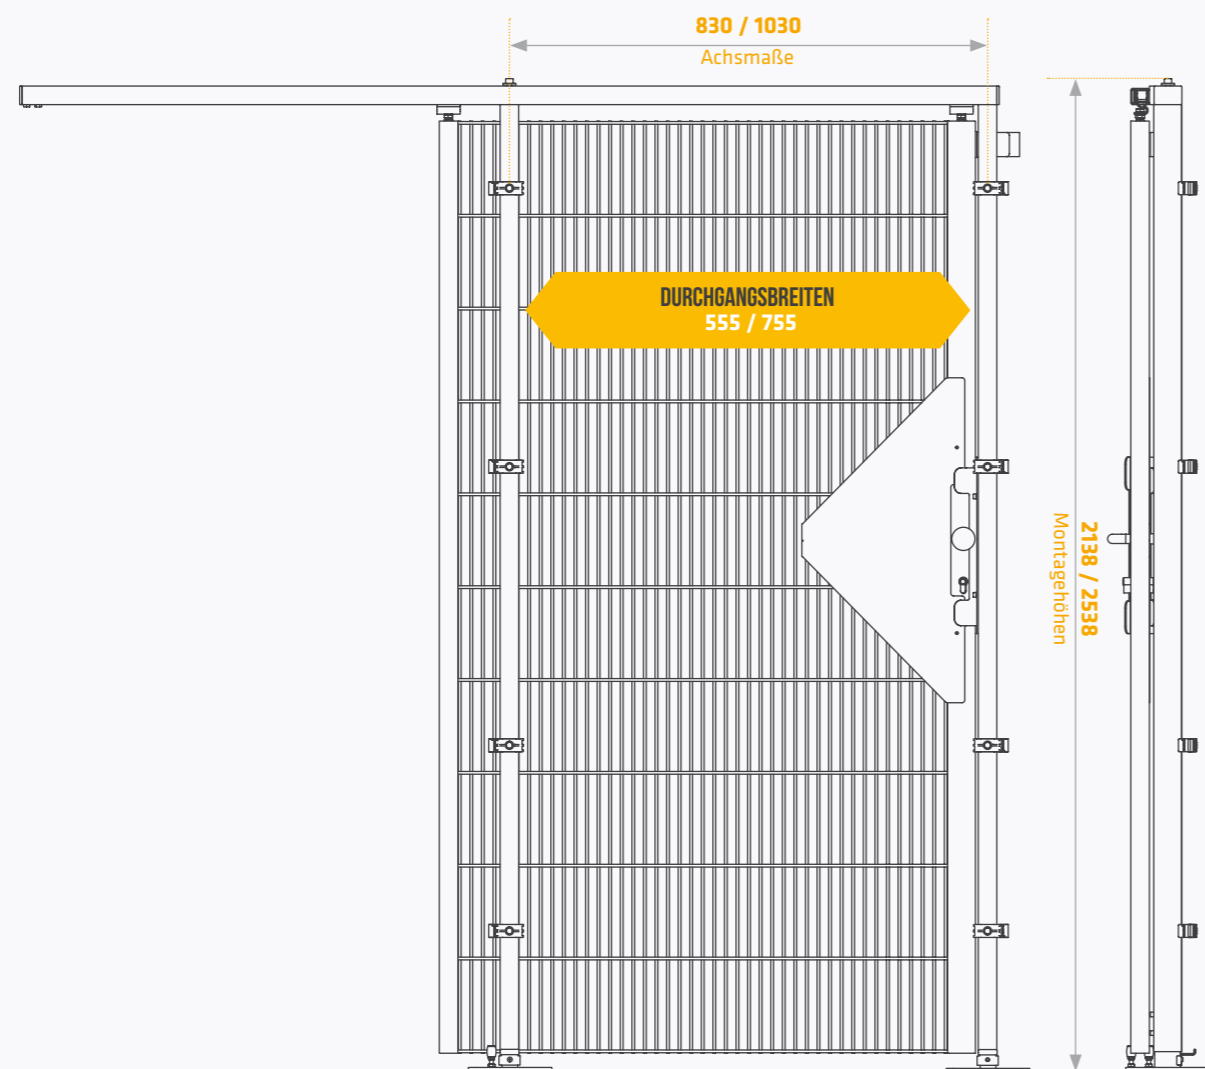 830 / 1030
Achsmaße
DURCHGANGSBREITEN
555 / 755
2138 / 2538
Montagehöhen